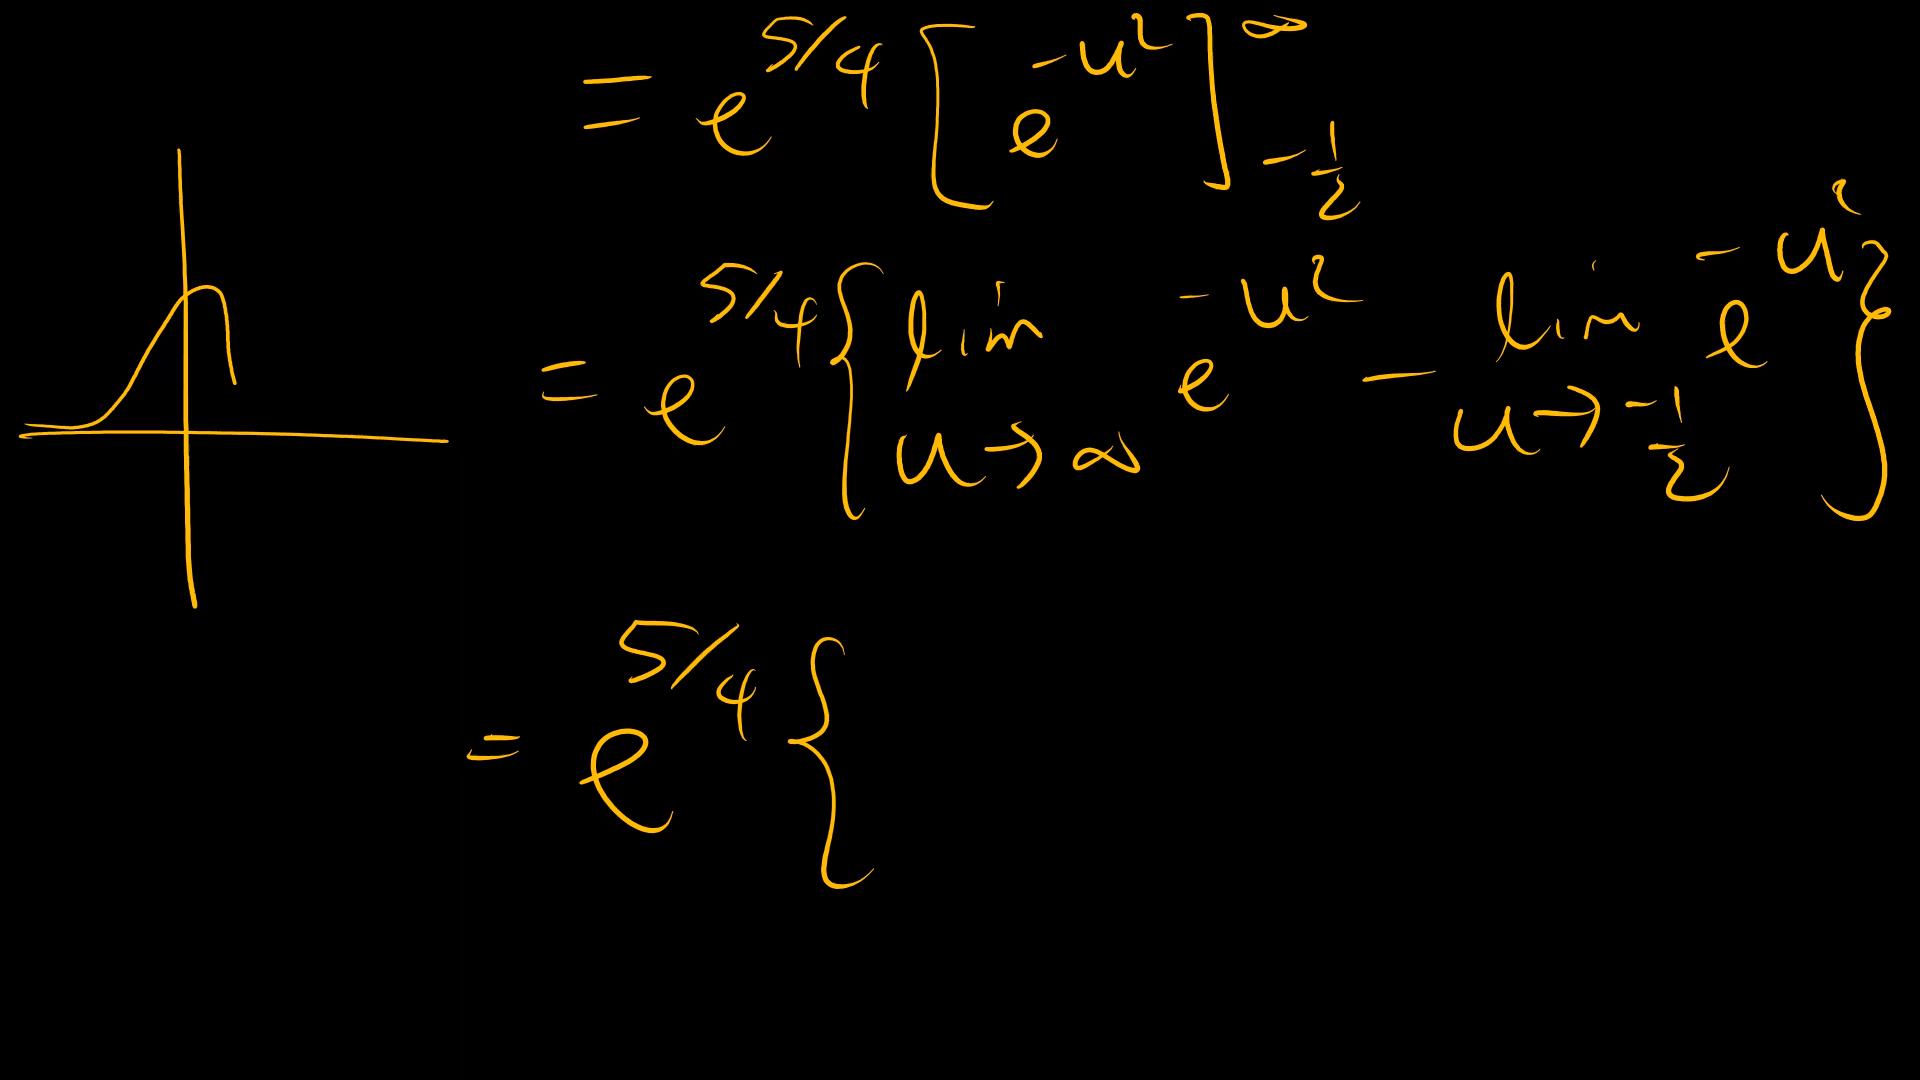 = e^{5/4} [ e^{-u^2} ]_{-1/2}^{∞}
= e^{5/4} { lim_{u→∞} e^{-u^2} - lim_{u→-1/2} e^{-u^2} }
= e^{5/4} {